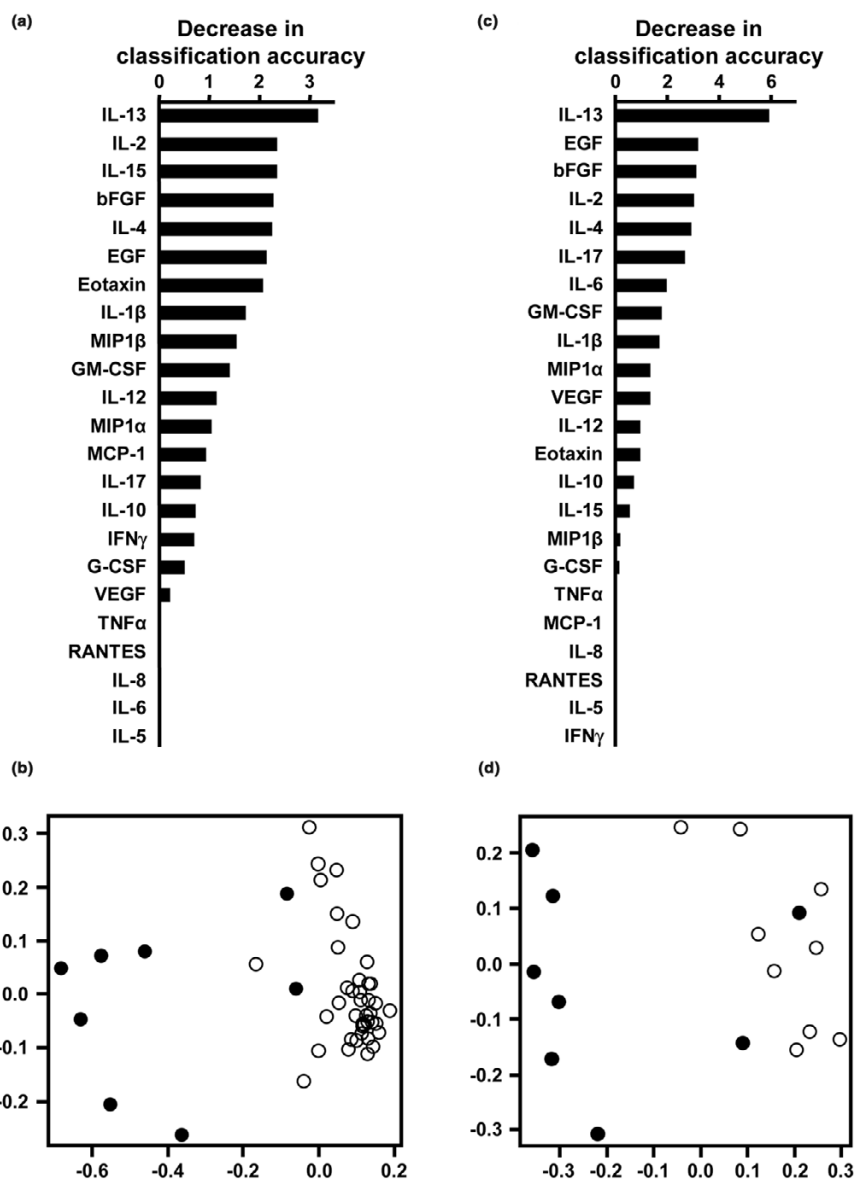 (a)
Decrease in
classification accuracy
0 1 2 3
IL-13
IL-2
IL-15
bFGF
IL-4
EGF
Eotaxin
IL-1β
MIP1β
GM-CSF
IL-12
MIP1α
MCP-1
IL-17
IL-10
IFNγ
G-CSF
VEGF
TNFα
RANTES
IL-8
IL-6
IL-5
(c)
Decrease in
classification accuracy
0 2 4 6
IL-13
EGF
bFGF
IL-2
IL-4
IL-17
IL-6
GM-CSF
IL-1β
MIP1α
VEGF
IL-12
Eotaxin
IL-10
IL-15
MIP1β
G-CSF
TNFα
MCP-1
IL-8
RANTES
IL-5
IFNγ
(b)
0.3
0.2
0.1
0.0
-0.1
-0.2
-0.6 -0.4 -0.2 0.0 0.2
(d)
0.2
0.1
0.0
-0.1
-0.2
-0.3
-0.3 -0.2 -0.1 0.0 0.1 0.2 0.3